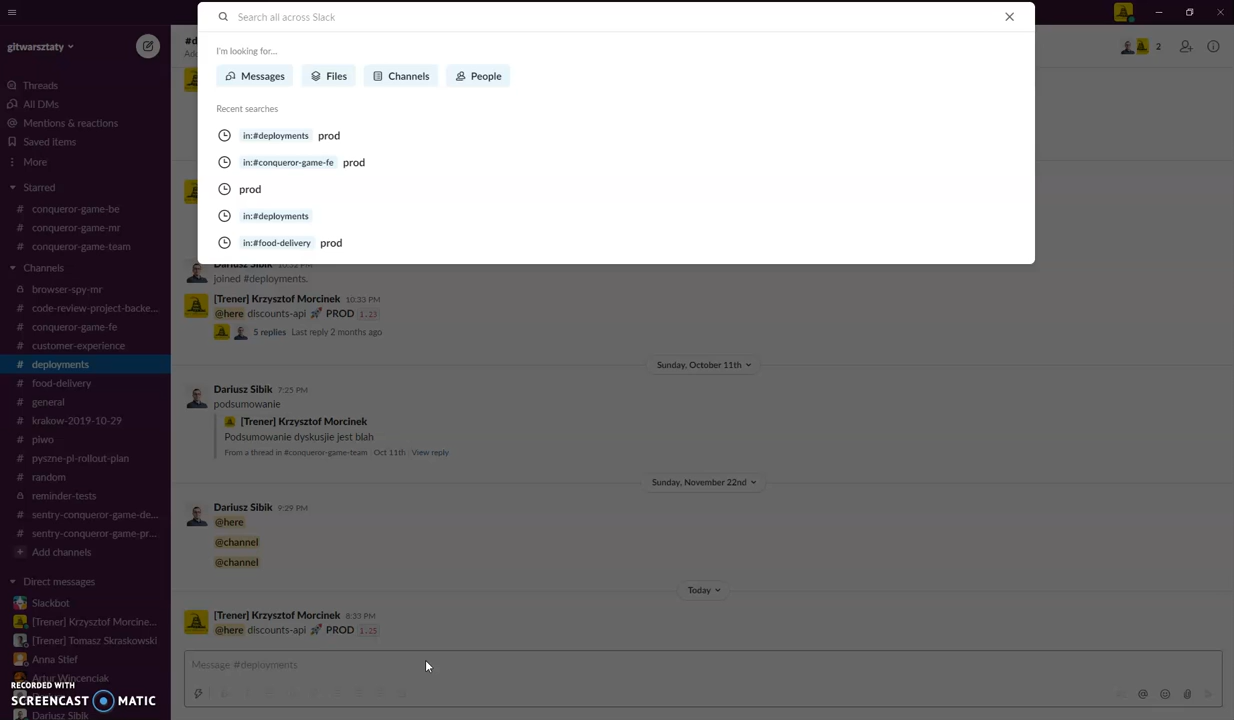 Search all across Slack
I'm looking for...
Messages
Files
Channels
People
Recent searches
in:#deployments prod
in:#conqueror-game-fe prod
prod
in:#deployments
in:#food-delivery prod
gitwarsztaty
Threads
All DMs
Mentions & reactions
Saved items
More
Starred
# conqueror-game-be
# conqueror-game-mr
# conqueror-game-team
Channels
browser-spy-mr
# code-review-project-backe...
# conqueror-game-fe
# customer-experience
# deployments
# food-delivery
# general
# krakow-2019-10-29
# piwo
# pyszne-pl-rollout-plan
# random
reminder-tests
# sentry-conqueror-game-de...
# sentry-conqueror-game-pr...
+ Add channels
Direct messages
Slackbot
[Trener] Krzysztof Morcine...
[Trener] Tomasz Skraskowski
Anna Stief
Artur Wincenciak
Dariusz Sibik
RECORDED WITH
SCREENCAST MATIC
2
Dariusz Sibik 10:32 PM
joined #deployments.
[Trener] Krzysztof Morcinek 10:33 PM
@here discounts-api 🚀 PROD 1.23
5 replies Last reply 2 months ago
Sunday, October 11th
Dariusz Sibik 7:25 PM
podsumowanie
[Trener] Krzysztof Morcinek
Podsumowanie dyskusjie jest blah
From a thread in #conqueror-game-team | Oct 11th | View reply
Sunday, November 22nd
Dariusz Sibik 9:29 PM
@here
@channel
@channel
Today
[Trener] Krzysztof Morcinek 8:33 PM
@here discounts-api 🚀 PROD 1.25
Message #deployments